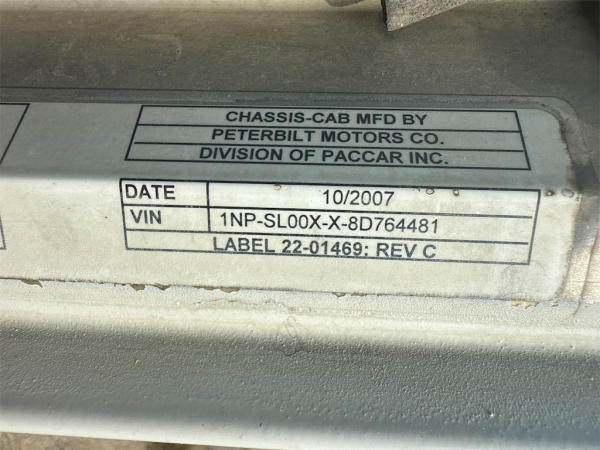 CHASSIS-CAB MFD BY
PETERBILT MOTORS CO.
DIVISION OF PACCAR INC.
DATE 10/2007
VIN 1NP-SL00X-X-8D764481
LABEL 22-01469: REV C